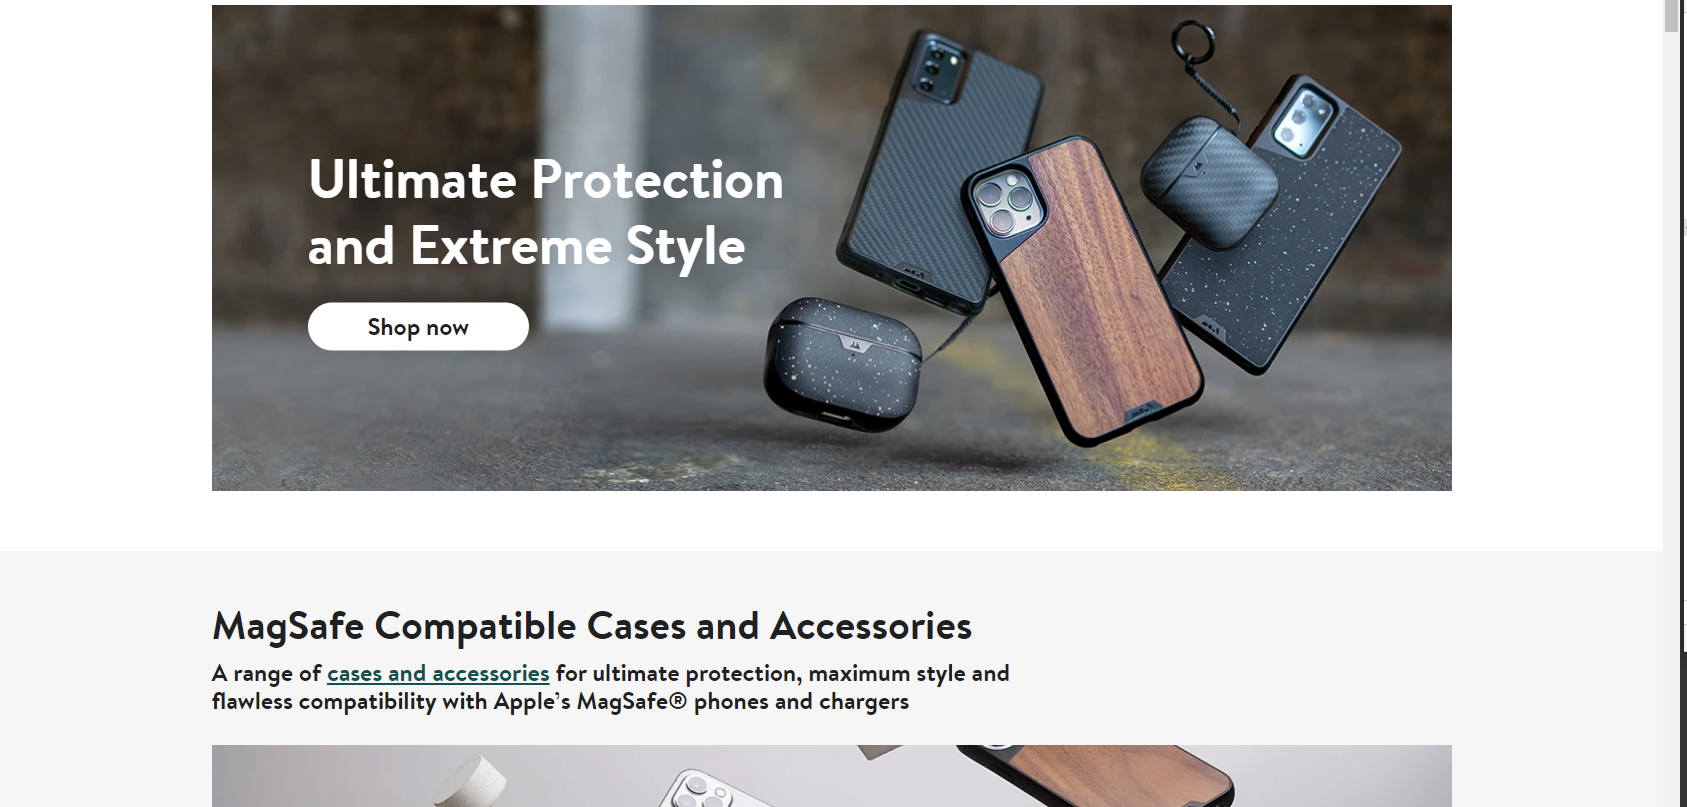 Ultimate Protection
and Extreme Style
Shop now
MagSafe Compatible Cases and Accessories
A range of cases and accessories for ultimate protection, maximum style and
flawless compatibility with Apple’s MagSafe® phones and chargers